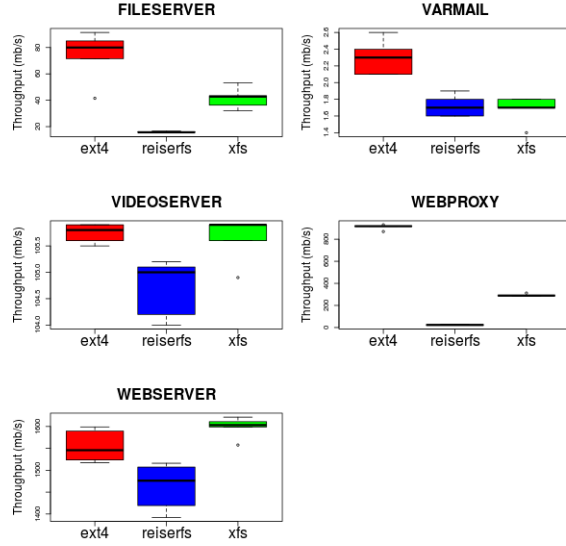 FILESERVER
Throughput (mb/s)
80
60
40
20
ext4 reiserfs xfs
VARMAIL
Throughput (mb/s)
2.6
2.4
2.2
2.0
1.8
1.6
1.4
ext4 reiserfs xfs
VIDEOSERVER
Throughput (mb/s)
105.5
105.0
104.5
104.0
ext4 reiserfs xfs
WEBPROXY
Throughput (mb/s)
800
600
400
200
0
ext4 reiserfs xfs
WEBSERVER
Throughput (mb/s)
1600
1500
1400
ext4 reiserfs xfs